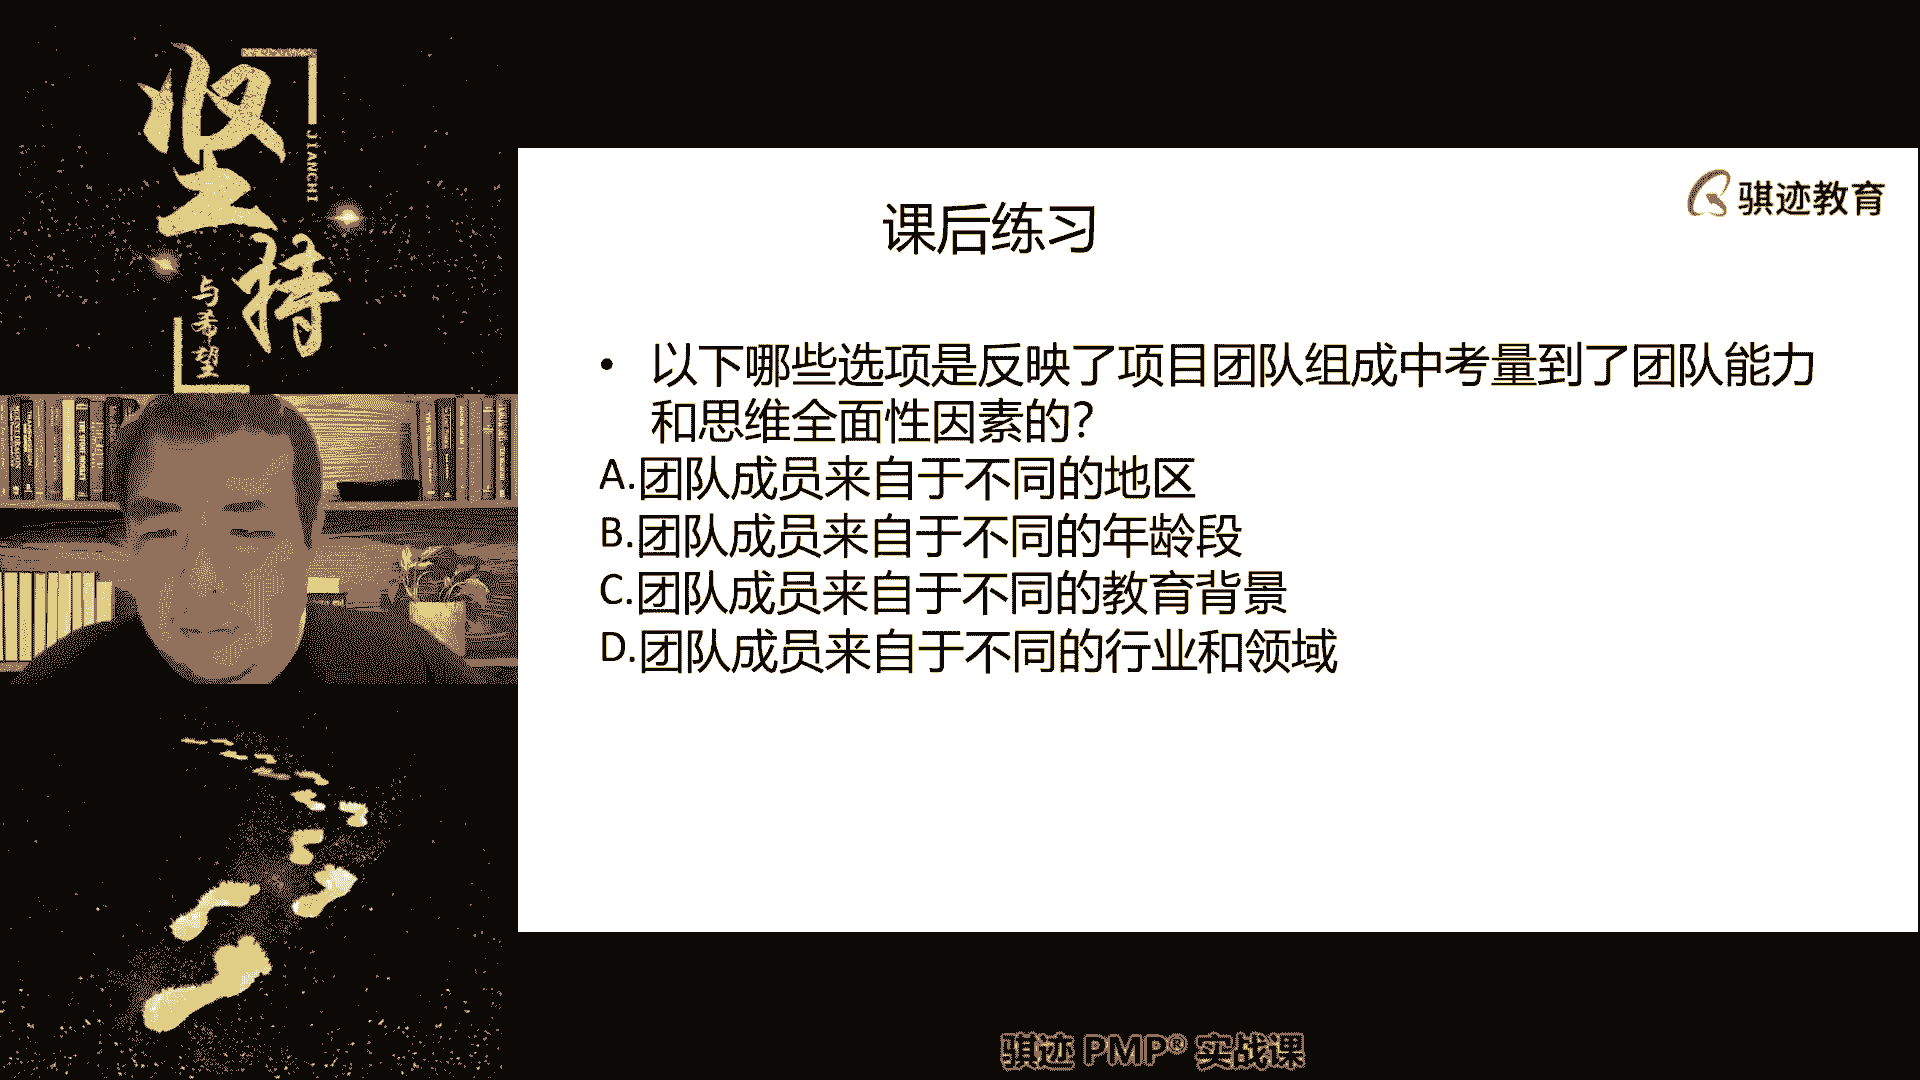 坚
JIANCHI
持
与希望
骐迹教育
课后练习
• 以下哪些选项是反映了项目团队组成中考量到了团队能力
和思维全面性因素的?
A.团队成员来自于不同的地区
B.团队成员来自于不同的年龄段
C.团队成员来自于不同的教育背景
D.团队成员来自于不同的行业和领域
骐迹 PMP® 实战课